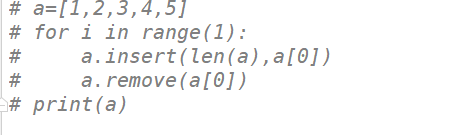 # a=[1,2,3,4,5]
# for i in range(1):
#     a.insert(len(a),a[0])
#     a.remove(a[0])
# print(a)